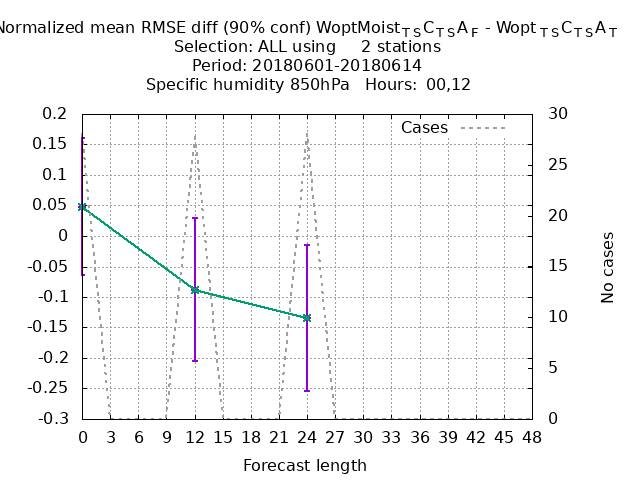 Normalized mean RMSE diff (90% conf) WoptMoist_TSC_TSA_F - Wopt_TSC_TSA_T
Selection: ALL using 2 stations
Period: 20180601-20180614
Specific humidity 850hPa Hours: 00,12
Cases
0.2
0.15
0.1
0.05
0
-0.05
-0.1
-0.15
-0.2
-0.25
-0.3
30
25
20
15
10
5
0
No cases
0 3 6 9 12 15 18 21 24 27 30 33 36 39 42 45 48
Forecast length